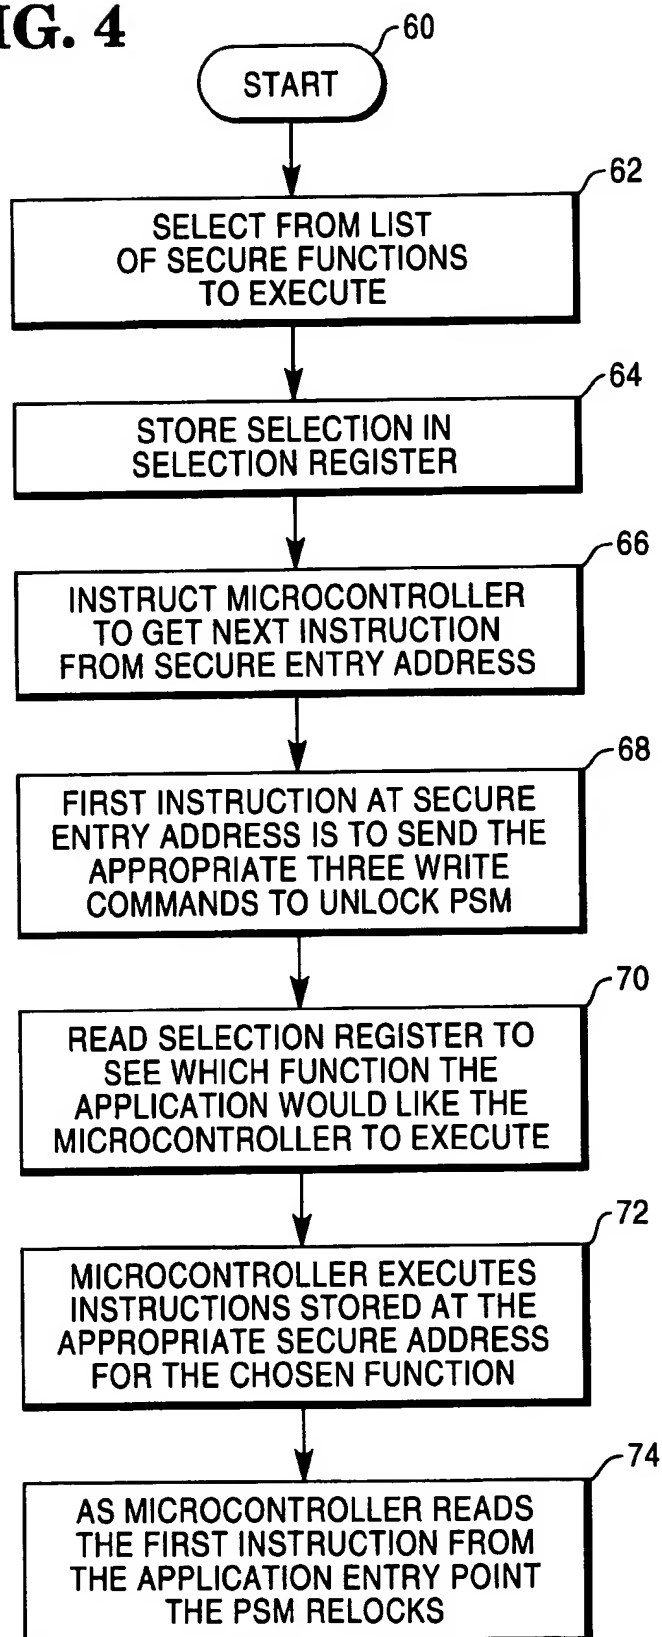 IG. 4
60
START
62
SELECT FROM LIST
OF SECURE FUNCTIONS
TO EXECUTE
64
STORE SELECTION IN
SELECTION REGISTER
66
INSTRUCT MICROCONTROLLER
TO GET NEXT INSTRUCTION
FROM SECURE ENTRY ADDRESS
68
FIRST INSTRUCTION AT SECURE
ENTRY ADDRESS IS TO SEND THE
APPROPRIATE THREE WRITE
COMMANDS TO UNLOCK PSM
70
READ SELECTION REGISTER TO
SEE WHICH FUNCTION THE
APPLICATION WOULD LIKE THE
MICROCONTROLLER TO EXECUTE
72
MICROCONTROLLER EXECUTES
INSTRUCTIONS STORED AT THE
APPROPRIATE SECURE ADDRESS
FOR THE CHOSEN FUNCTION
74
AS MICROCONTROLLER READS
THE FIRST INSTRUCTION FROM
THE APPLICATION ENTRY POINT
THE PSM RELOCKS